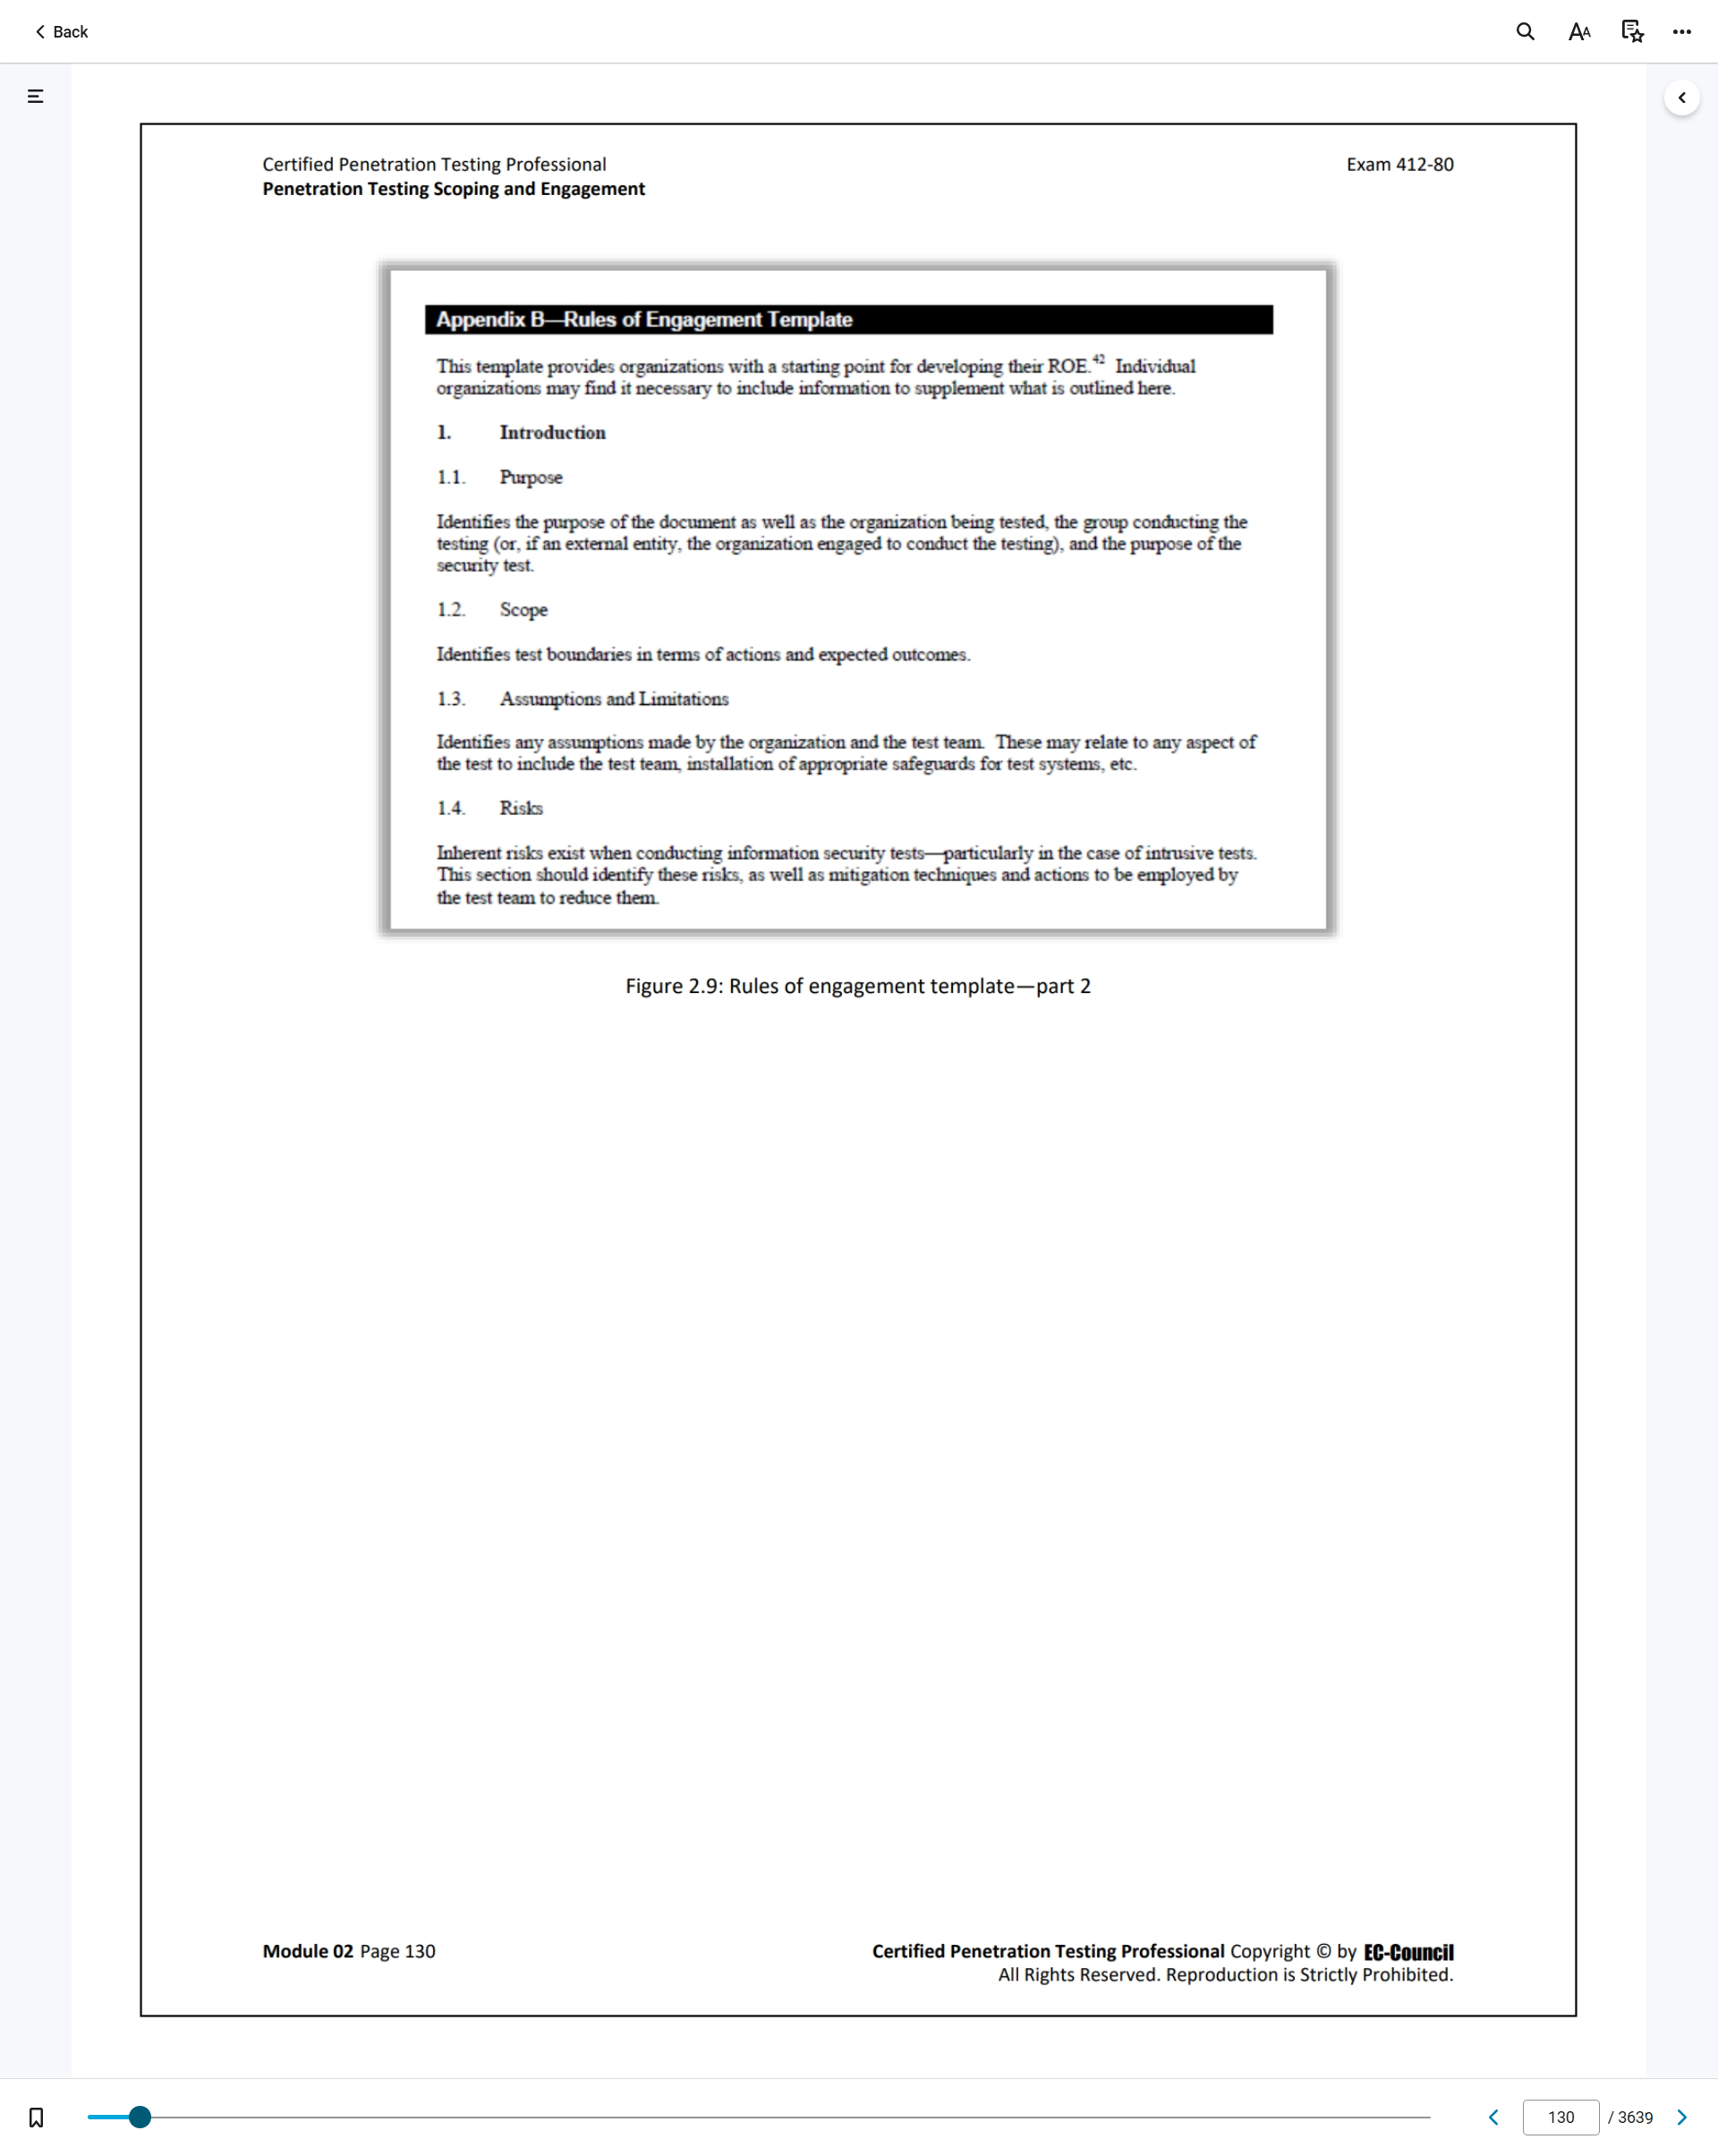 Back
Certified Penetration Testing Professional
Exam 412-80
Penetration Testing Scoping and Engagement
Appendix B—Rules of Engagement Template
This template provides organizations with a starting point for developing their ROE.42 Individual
organizations may find it necessary to include information to supplement what is outlined here.
1. Introduction
1.1. Purpose
Identifies the purpose of the document as well as the organization being tested, the group conducting the
testing (or, if an external entity, the organization engaged to conduct the testing), and the purpose of the
security test.
1.2. Scope
Identifies test boundaries in terms of actions and expected outcomes.
1.3. Assumptions and Limitations
Identifies any assumptions made by the organization and the test team. These may relate to any aspect of
the test to include the test team, installation of appropriate safeguards for test systems, etc.
1.4. Risks
Inherent risks exist when conducting information security tests—particularly in the case of intrusive tests.
This section should identify these risks, as well as mitigation techniques and actions to be employed by
the test team to reduce them.
Figure 2.9: Rules of engagement template—part 2
Module 02 Page 130
Certified Penetration Testing Professional Copyright © by EC-Council
All Rights Reserved. Reproduction is Strictly Prohibited.
130 / 3639